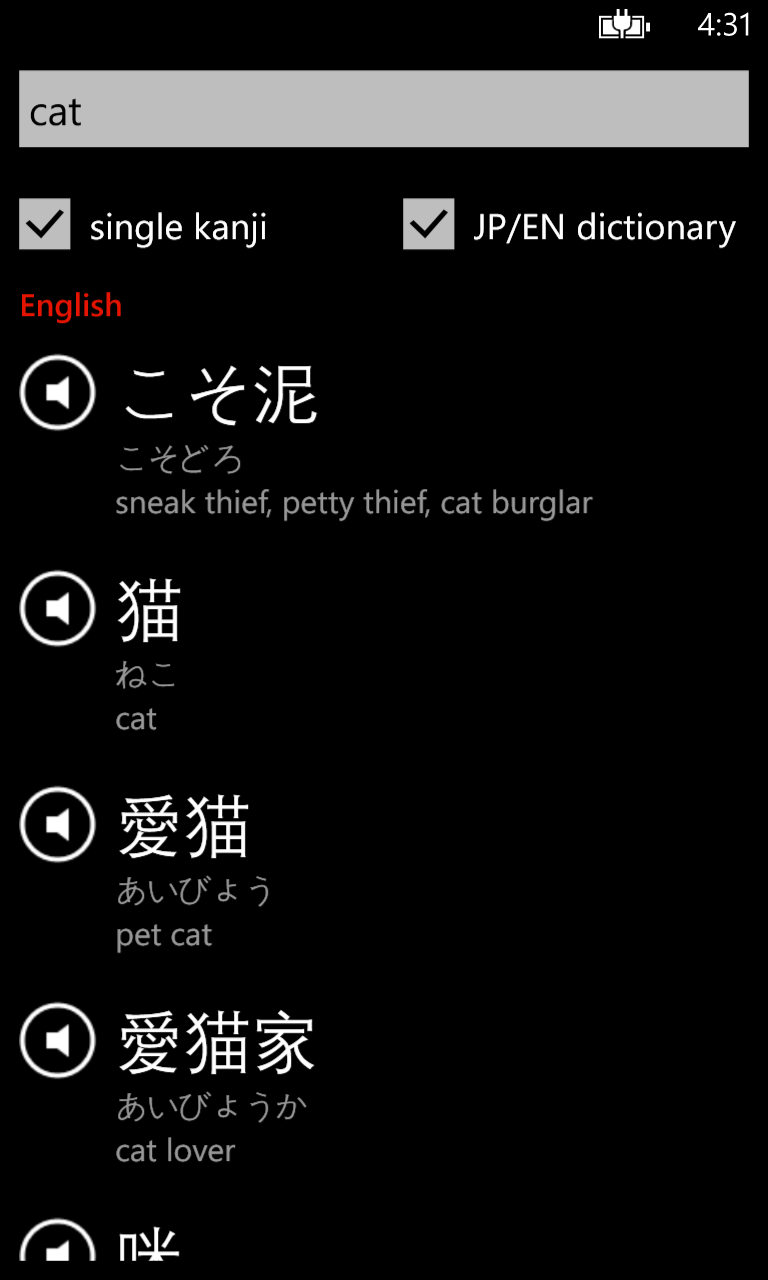 4:31
cat
single kanji
JP/EN dictionary
English
こそ泥
こそどろ
sneak thief, petty thief, cat burglar
猫
ねこ
cat
愛猫
あいびょう
pet cat
愛猫家
あいびょうか
cat lover